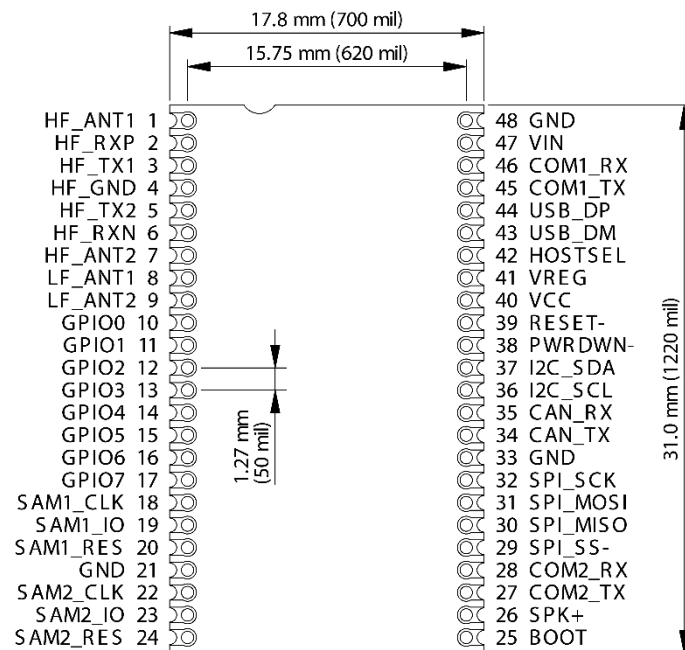 17.8 mm (700 mil)
15.75 mm (620 mil)
HF_ANT1 1
HF_RXP 2
HF_TX1 3
HF_GND 4
HF_TX2 5
HF_RXN 6
HF_ANT2 7
LF_ANT1 8
LF_ANT2 9
GPIO0 10
GPIO1 11
GPIO2 12
GPIO3 13
GPIO4 14
GPIO5 15
GPIO6 16
GPIO7 17
SAM1_CLK 18
SAM1_IO 19
SAM1_RES 20
GND 21
SAM2_CLK 22
SAM2_IO 23
SAM2_RES 24
1.27 mm
(50 mil)
48 GND
47 VIN
46 COM1_RX
45 COM1_TX
44 USB_DP
43 USB_DM
42 HOSTSEL
41 VREG
40 VCC
39 RESET-
38 PWRDWN-
37 I2C_SDA
36 I2C_SCL
35 CAN_RX
34 CAN_TX
33 GND
32 SPI_SCK
31 SPI_MOSI
30 SPI_MISO
29 SPI_SS-
28 COM2_RX
27 COM2_TX
26 SPK+
25 BOOT
31.0 mm (1220 mil)